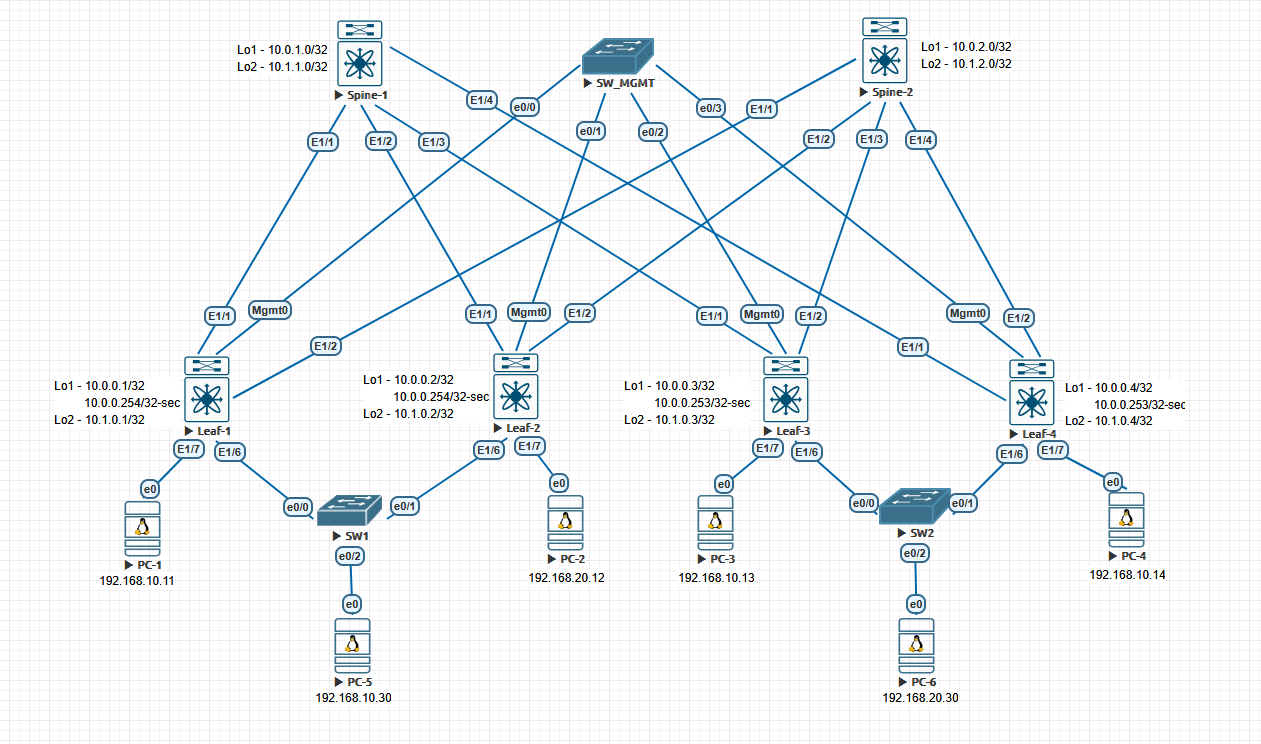 Lo1 - 10.0.1.0/32
Lo2 - 10.1.1.0/32
Spine-1
SW_MGMT
Lo1 - 10.0.2.0/32
Lo2 - 10.1.2.0/32
Spine-2
E1/4
e0/0
e0/3
E1/1
E1/1
E1/2
E1/3
e0/1
e0/2
E1/2
E1/3
E1/4
E1/1
Mgmt0
E1/2
E1/1
Mgmt0
E1/2
E1/1
Mgmt0
E1/2
E1/1
Mgmt0
E1/2
Lo1 - 10.0.0.1/32
10.0.0.254/32-sec
Lo2 - 10.1.0.1/32
Leaf-1
Lo1 - 10.0.0.2/32
10.0.0.254/32-sec
Lo2 - 10.1.0.2/32
Leaf-2
Lo1 - 10.0.0.3/32
10.0.0.253/32-sec
Lo2 - 10.1.0.3/32
Leaf-3
Lo1 - 10.0.0.4/32
10.0.0.253/32-sec
Lo2 - 10.1.0.4/32
Leaf-4
E1/7
E1/6
E1/6
E1/7
E1/7
E1/6
E1/6
E1/7
e0
e0/0
e0/1
e0
e0
e0/0
e0/1
e0
SW1
SW2
e0/2
e0/2
PC-1
192.168.10.11
PC-2
192.168.20.12
PC-3
192.168.10.13
PC-4
192.168.10.14
e0
e0
PC-5
192.168.10.30
PC-6
192.168.20.30